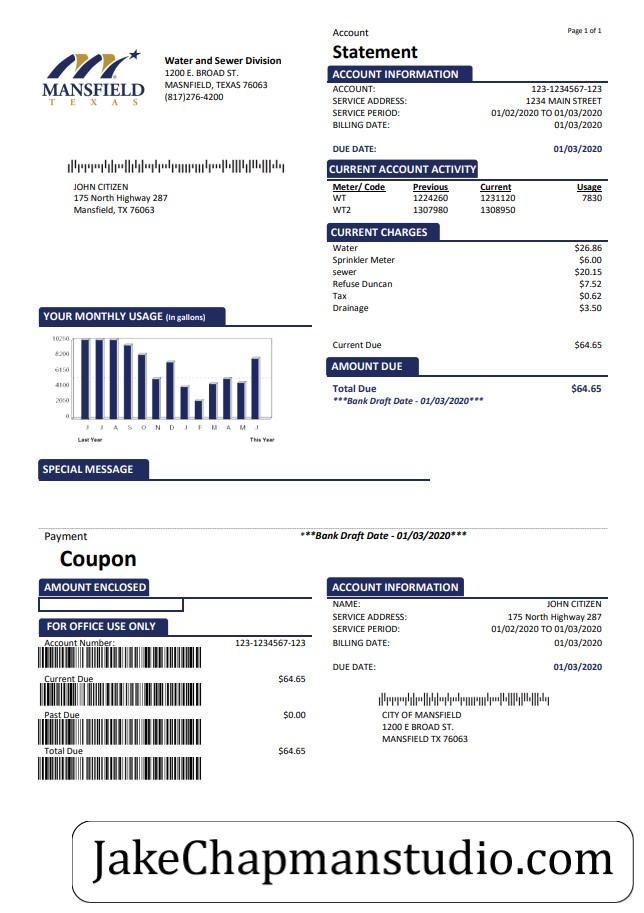 MANSFIELD
TEXAS
Water and Sewer Division
1200 E. BROAD ST.
MASNFIELD, TEXAS 76063
(817)276-4200
JOHN CITIZEN
175 North Highway 287
Mansfield, TX 76063
Page 1 of 1
Account
Statement
ACCOUNT INFORMATION
ACCOUNT: 123-1234567-123
SERVICE ADDRESS: 1234 MAIN STREET
SERVICE PERIOD: 01/02/2020 TO 01/03/2020
BILLING DATE: 01/03/2020
DUE DATE: 01/03/2020
CURRENT ACCOUNT ACTIVITY
Meter/ Code Previous Current Usage
WT 1224260 1231120 7830
WT2 1307980 1308950
CURRENT CHARGES
Water $26.86
Sprinkler Meter $6.00
sewer $20.15
Refuse Duncan $7.52
Tax $0.62
Drainage $3.50
Current Due $64.65
AMOUNT DUE
Total Due $64.65
***Bank Draft Date - 01/03/2020***
YOUR MONTHLY USAGE (In gallons)
10250
8200
6150
4100
2050
0
J J A S O N D J F M A M J
Last Year This Year
SPECIAL MESSAGE
Payment
Coupon
***Bank Draft Date - 01/03/2020***
AMOUNT ENCLOSED
FOR OFFICE USE ONLY
Account Number: 123-1234567-123
Current Due $64.65
Past Due $0.00
Total Due $64.65
ACCOUNT INFORMATION
NAME: JOHN CITIZEN
SERVICE ADDRESS: 175 North Highway 287
SERVICE PERIOD: 01/02/2020 TO 01/03/2020
BILLING DATE: 01/03/2020
DUE DATE: 01/03/2020
CITY OF MANSFIELD
1200 E BROAD ST.
MANSFIELD TX 76063
JakeChapmanstudio.com